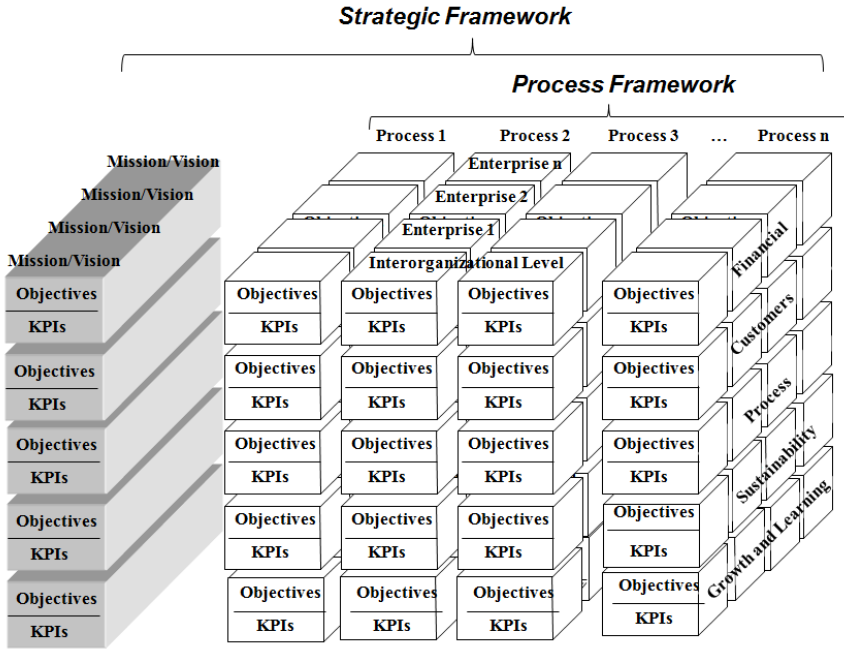 Strategic Framework
Process Framework
Process 1 Process 2 Process 3 ... Process n
Mission/Vision Enterprise n
Mission/Vision Enterprise 2
Mission/Vision Enterprise 1
Mission/Vision Interorganizational Level
Financial
Customers
Process
Sustainability
Growth and Learning
Objectives Objectives Objectives Objectives Objectives
KPIs KPIs KPIs KPIs KPIs
Objectives Objectives Objectives Objectives Objectives
KPIs KPIs KPIs KPIs KPIs
Objectives Objectives Objectives Objectives Objectives
KPIs KPIs KPIs KPIs KPIs
Objectives Objectives Objectives Objectives Objectives
KPIs KPIs KPIs KPIs KPIs
Objectives Objectives Objectives Objectives Objectives
KPIs KPIs KPIs KPIs KPIs